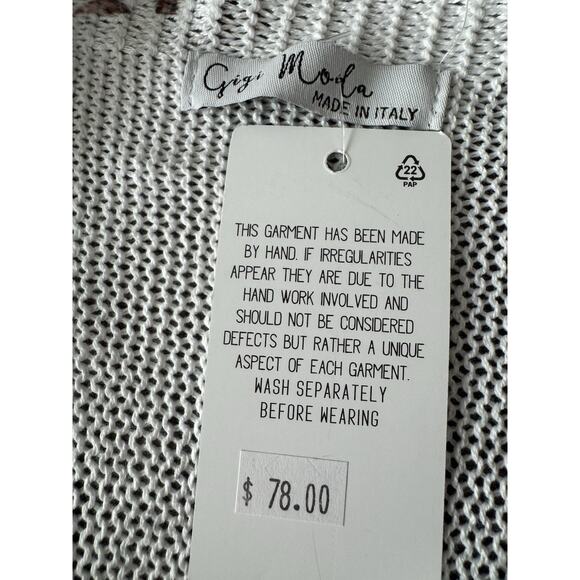 Gigi Moda
MADE IN ITALY
22
PAP
THIS GARMENT HAS BEEN MADE
BY HAND. IF IRREGULARITIES
APPEAR THEY ARE DUE TO THE
HAND WORK INVOLVED AND
SHOULD NOT BE CONSIDERED
DEFECTS BUT RATHER A UNIQUE
ASPECT OF EACH GARMENT.
WASH SEPARATELY
BEFORE WEARING
$ 78.00